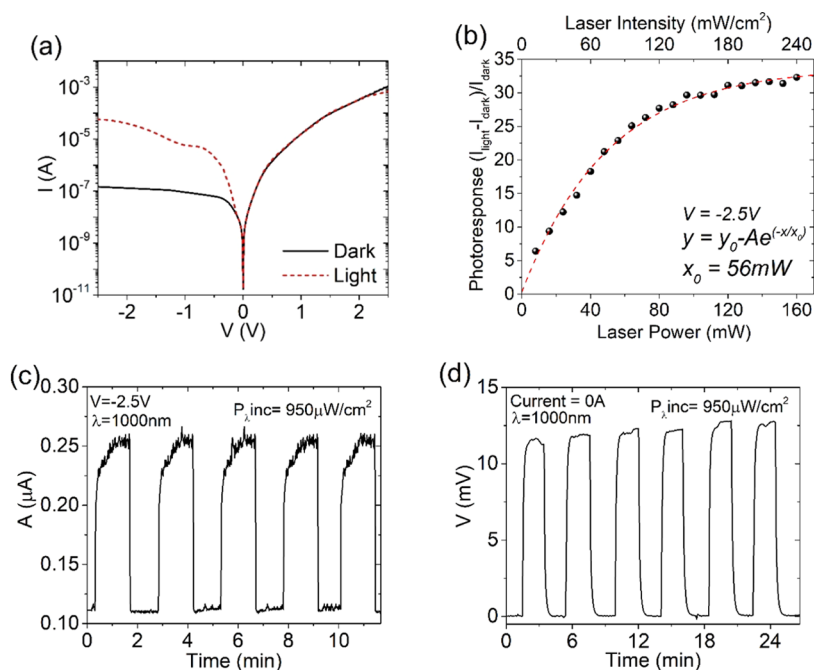 (a)
I (A)
10⁻³
10⁻⁵
10⁻⁷
10⁻⁹
10⁻¹¹
Dark
Light
-2 -1 0 1 2
V (V)
(b)
Laser Intensity (mW/cm²)
0 60 120 180 240
Photoresponse (I_light-I_dark)/I_dark
35
30
25
20
15
10
5
0
V = -2.5V
y = y₀-Ae^(-x/x₀)
x₀ = 56mW
0 40 80 120 160
Laser Power (mW)
(c)
A (µA)
0.30
0.25
0.20
0.15
0.10
V=-2.5V
λ=1000nm
P_λinc= 950µW/cm²
0 2 4 6 8 10
Time (min)
(d)
V (mV)
15
10
5
0
Current = 0A
λ=1000nm
P_λinc= 950µW/cm²
0 6 12 18 24
Time (min)